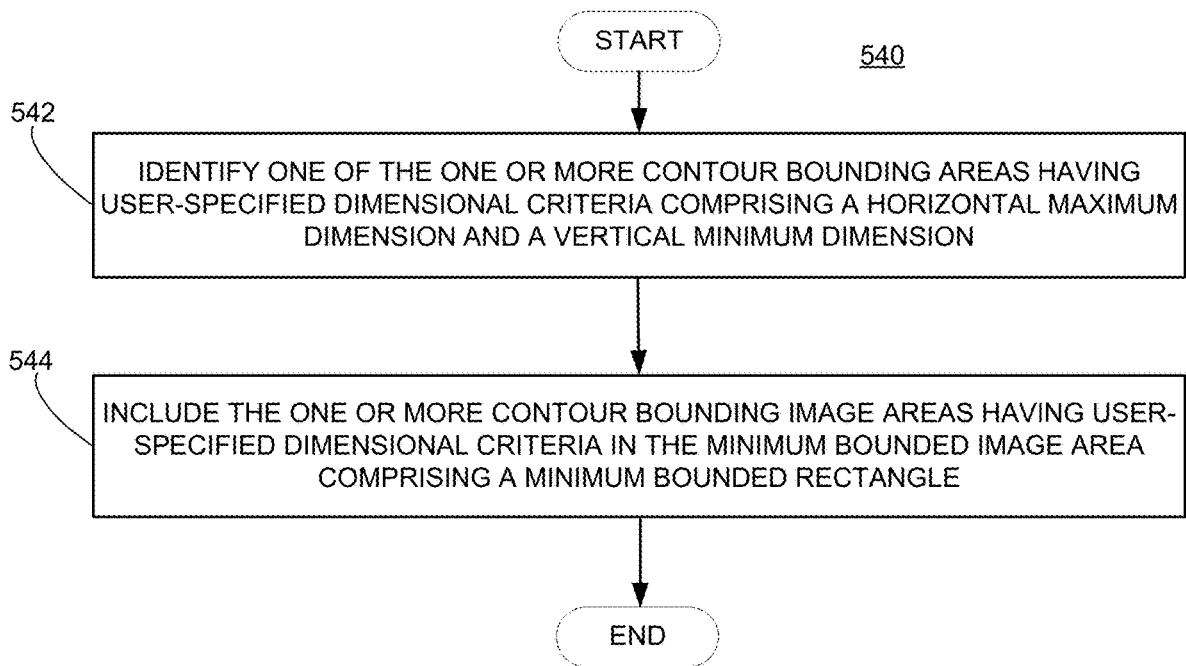 START
540
542
IDENTIFY ONE OF THE ONE OR MORE CONTOUR BOUNDING AREAS HAVING
USER-SPECIFIED DIMENSIONAL CRITERIA COMPRISING A HORIZONTAL MAXIMUM
DIMENSION AND A VERTICAL MINIMUM DIMENSION
544
INCLUDE THE ONE OR MORE CONTOUR BOUNDING IMAGE AREAS HAVING USER-
SPECIFIED DIMENSIONAL CRITERIA IN THE MINIMUM BOUNDED IMAGE AREA
COMPRISING A MINIMUM BOUNDED RECTANGLE
END